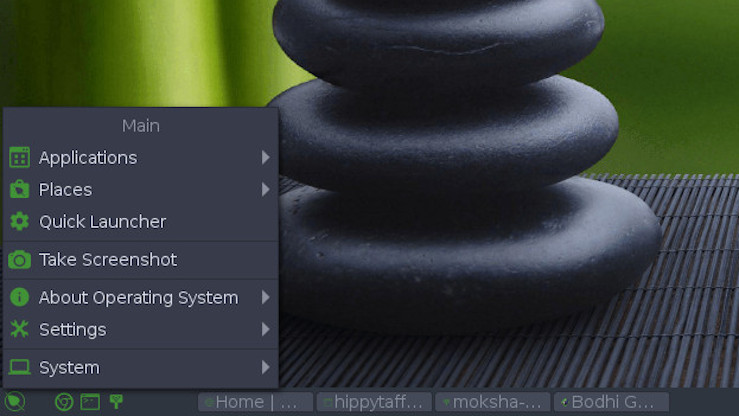 Main
Applications
Places
Quick Launcher
Take Screenshot
About Operating System
Settings
System
Home | ...
hippytaff...
moksha-...
Bodhi G...